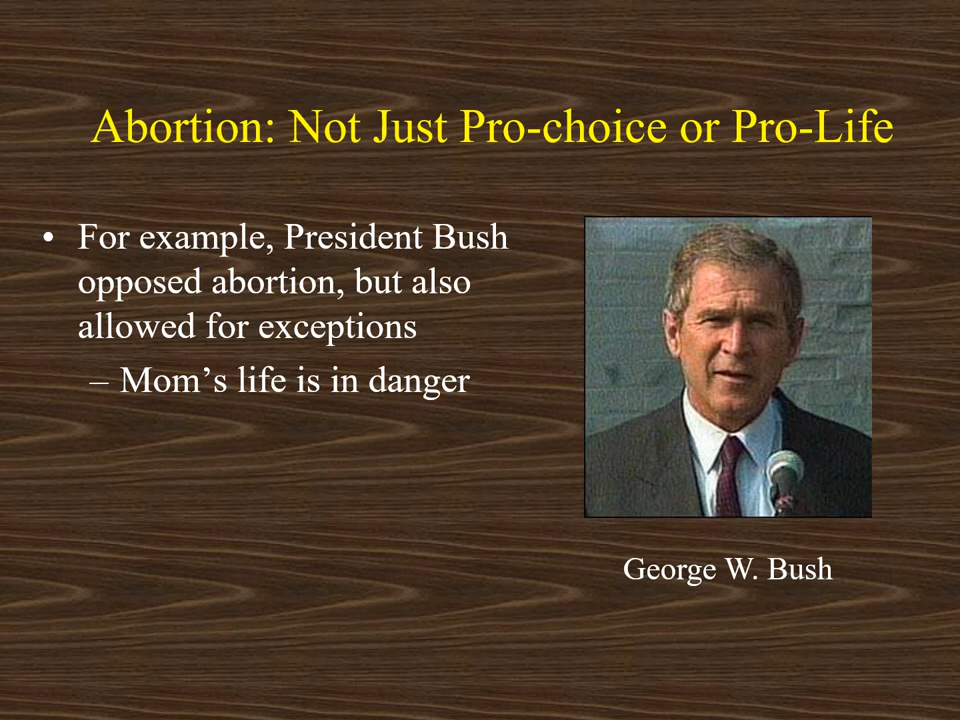 Abortion: Not Just Pro-choice or Pro-Life
• For example, President Bush
opposed abortion, but also
allowed for exceptions
– Mom’s life is in danger
George W. Bush